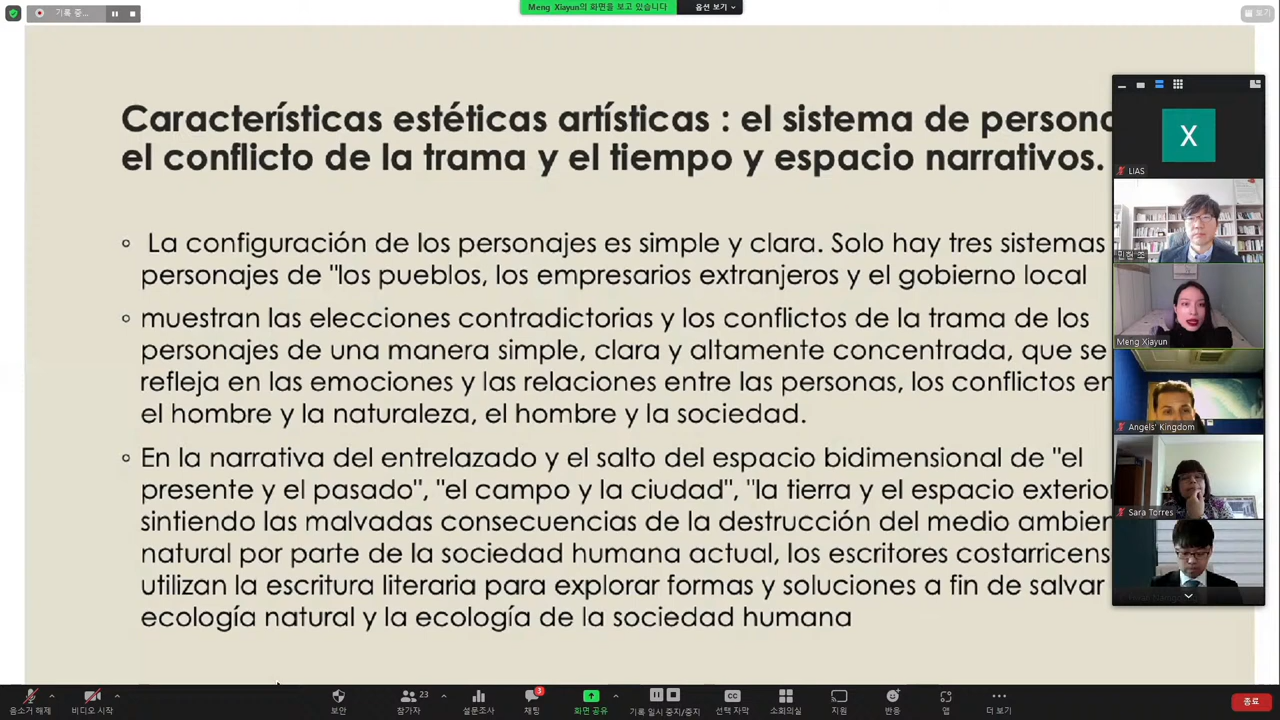 기록 중...
Meng Xiayun의 화면을 보고 있습니다
옵션 보기
보기
Características estéticas artísticas : el sistema de
el conflicto de la trama y el tiempo y espacio narrativos.
La configuración de los personajes es simple y clara. Solo hay tres sistemas
personajes de "los pueblos, los empresarios extranjeros y el gobierno local
muestran las elecciones contradictorias y los conflictos de la trama de los
personajes de una manera simple, clara y altamente concentrada, que se
refleja en las emociones y las relaciones entre las personas, los conflictos en
el hombre y la naturaleza, el hombre y la sociedad.
En la narrativa del entrelazado y el salto del espacio bidimensional de "el
presente y el pasado", "el campo y la ciudad", "la tierra y el espacio exterior
sintiendo las malvadas consecuencias de la destrucción del medio
natural por parte de la sociedad humana actual, los escritores
utilizan la escritura literaria para explorar formas y soluciones a fin de salvar
ecología natural y la ecología de la sociedad humana
X
LIAS
민헌 조
Meng Xiayun
Angels' Kingdom
Sara Torres
음소거 해제
비디오 시작
보안
23
참가자
설문조사
3
채팅
화면 공유
기록 일시 중지/중지
선택 자막
소회의실
지원
반응
앱
더 보기
종료